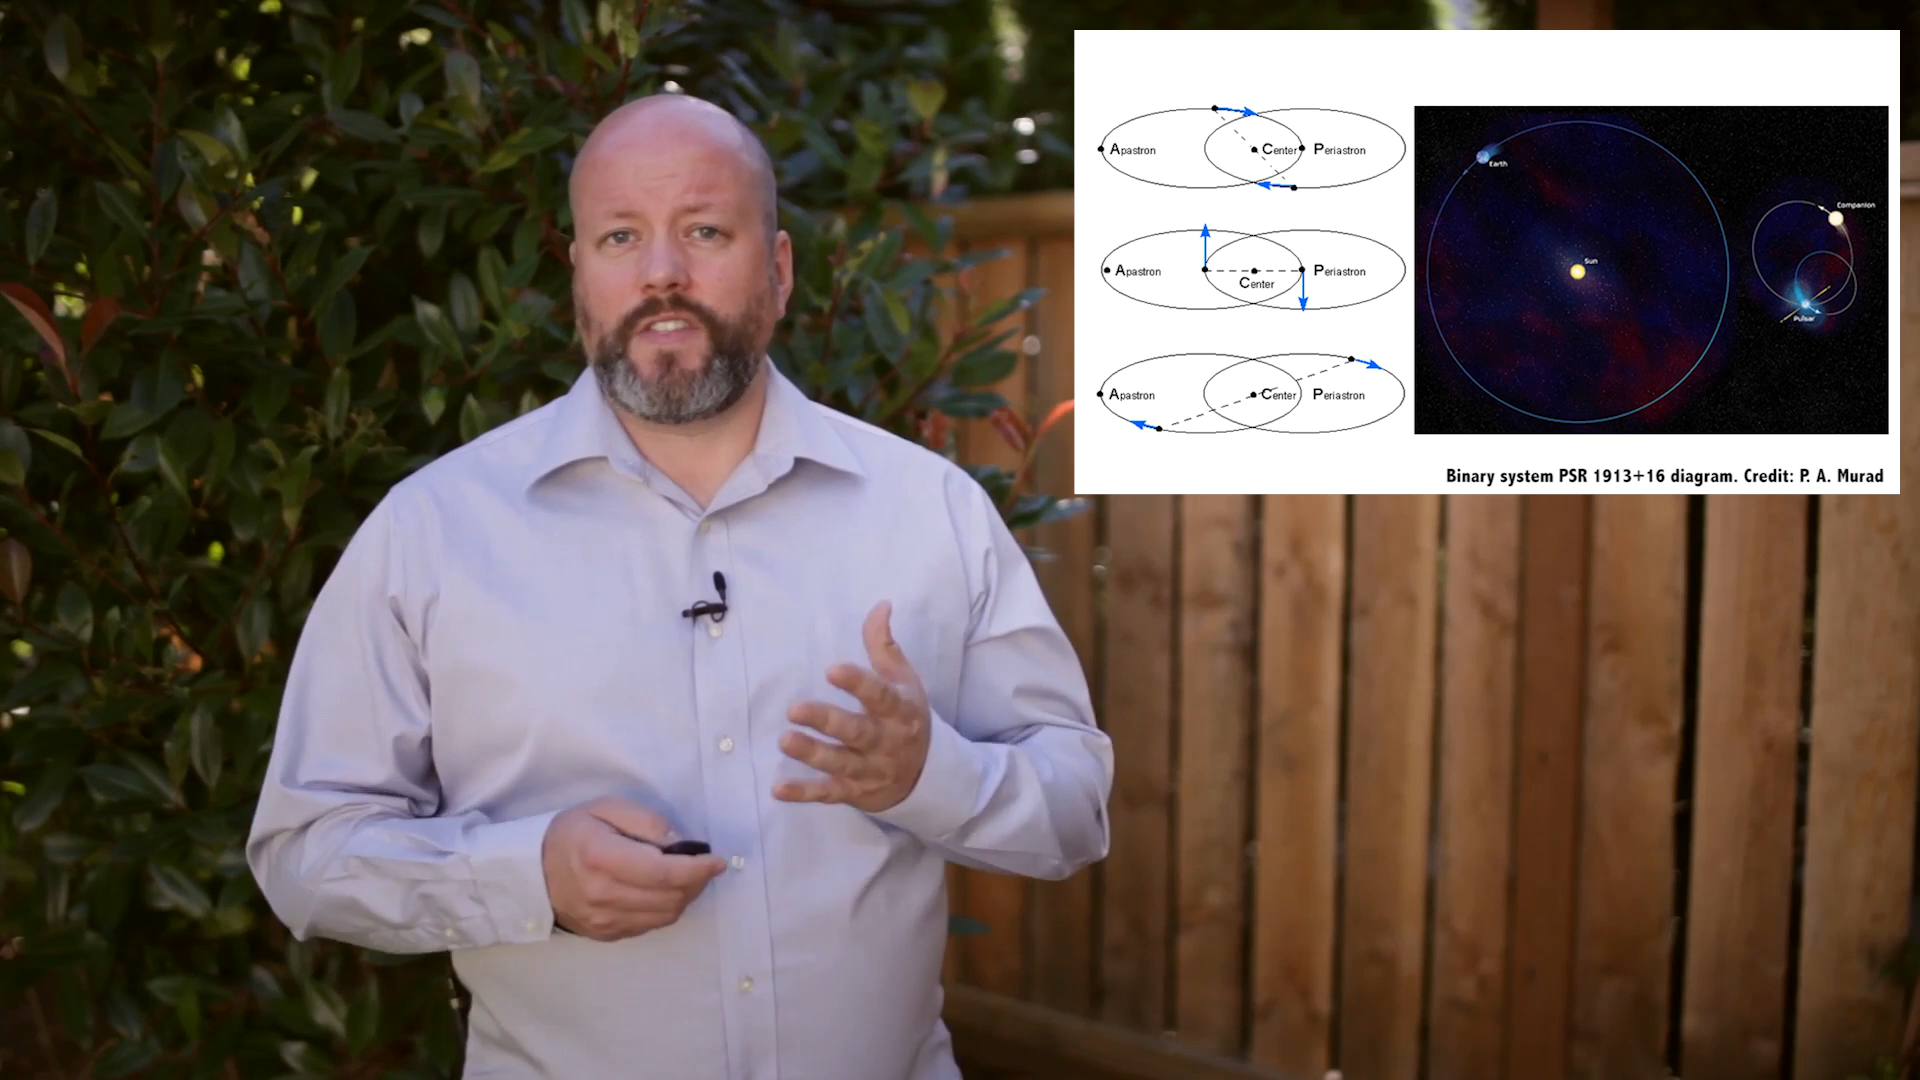 Apastron Center Periastron
Apastron Center Periastron
Apastron Center Periastron
Earth
Sun
Companion
Pulsar
Binary system PSR 1913+16 diagram. Credit: P. A. Murad